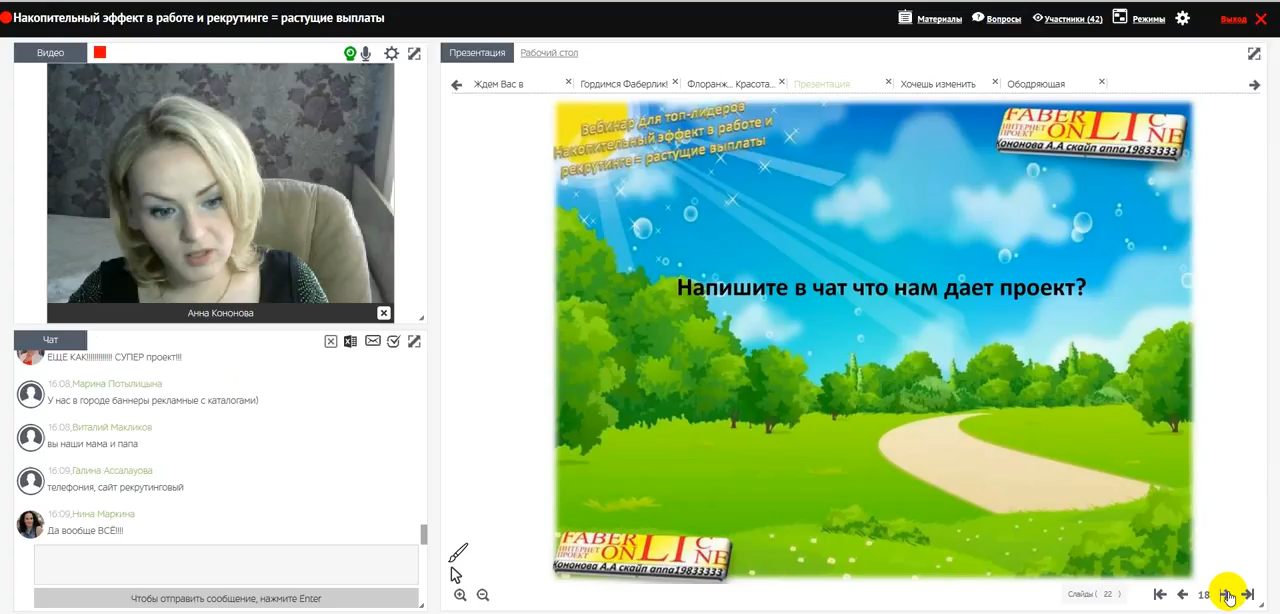 Накопительный эффект в работе и рекрутинге = растущие выплаты
Материалы
Вопросы
Участники (42)
Режимы
Выход
Видео
Анна Кононова
Чат
ЕЩЕ КАК!!!!!!!!!!!! СУПЕР проект!!!
16:08,Марина Потылицына
У нас в городе баннеры рекламные с каталогами)
16:08,Виталий Макликов
вы наши мама и папа
16:09,Галина Ассалауова
телефония, сайт рекрутинговый
16:09,Нина Маркина
Да вообще ВСЁ!!!!
Чтобы отправить сообщение, нажмите Enter
Презентация
Рабочий стол
Ждем Вас в
Гордимся Фаберлик!
Флоранж... Красота...
Презентация
Хочешь изменить
Ободряющая
Вебинар для топ-лидеров
Накопительный эффект в работе и
рекрутинге = растущие выплаты
FABERLIC
ИНТЕРНЕТ ПРОЕКТ
ONLINE
Кононова А.А скайп anna19833333
Напишите в чат что нам дает проект?
FABERLIC
ИНТЕРНЕТ ПРОЕКТ
ONLINE
Кононова А.А скайп anna19833333
Слайды ( 22 )
18